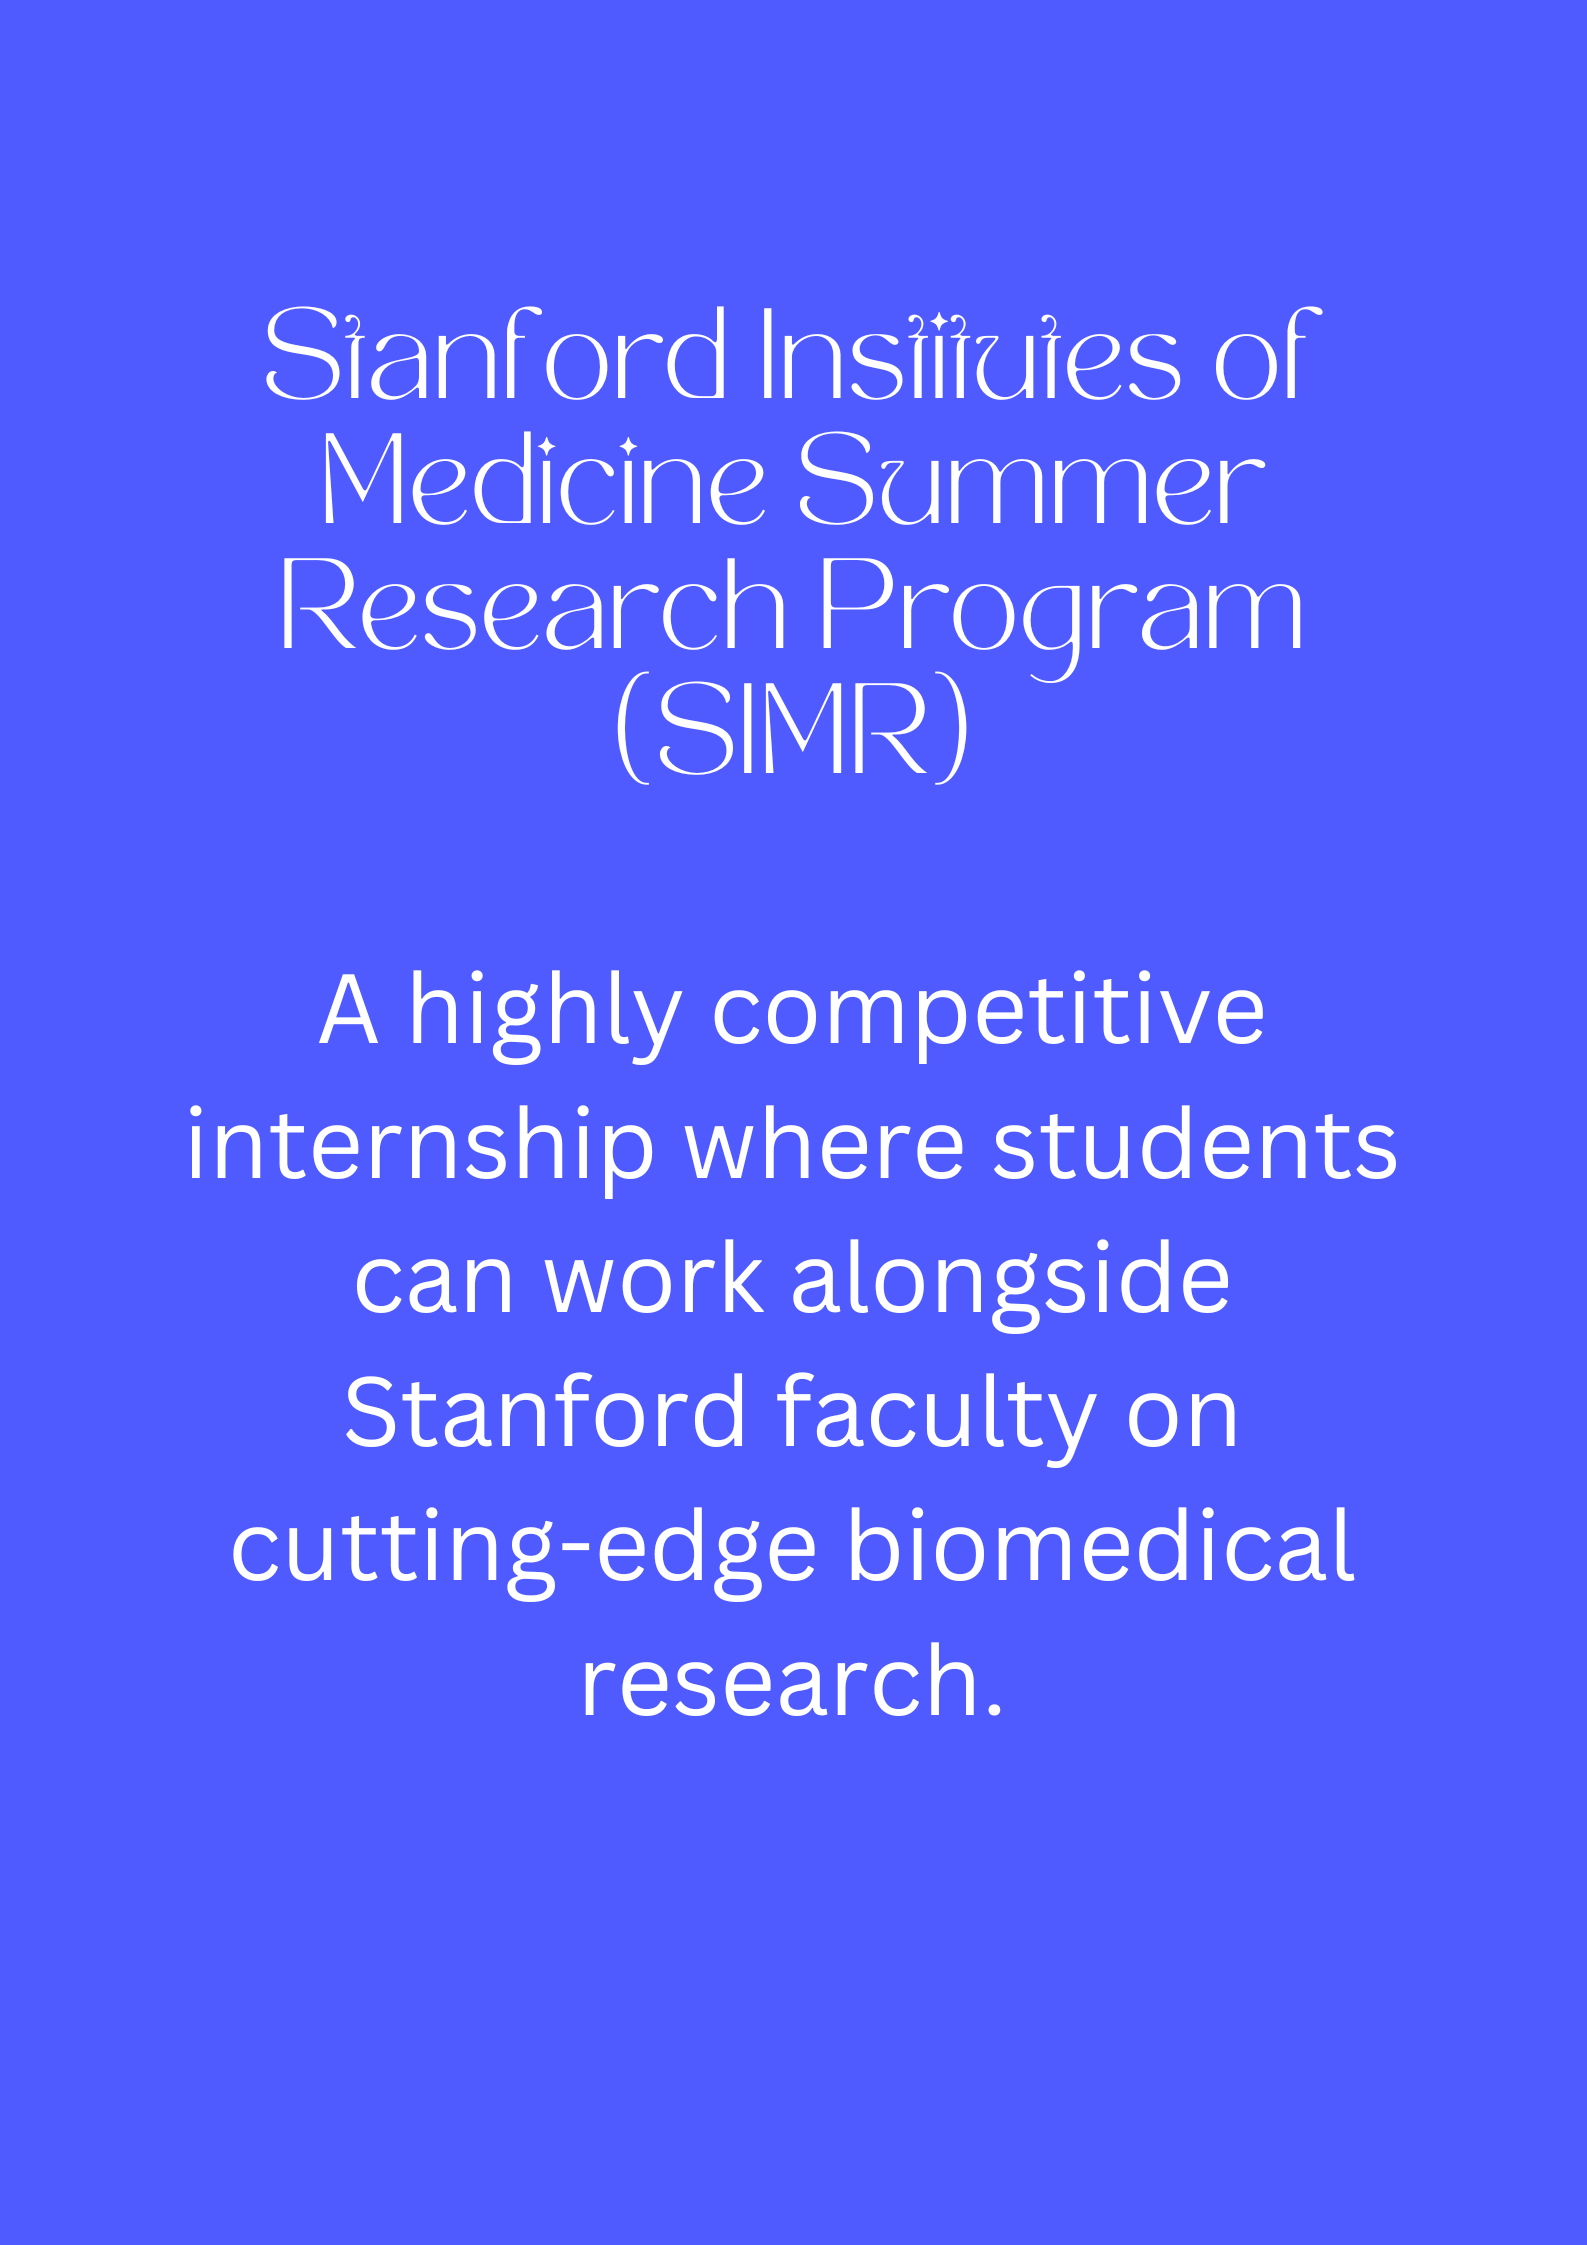 Stanford Institutes of
Medicine Summer
Research Program
(SIMR)
A highly competitive
internship where students
can work alongside
Stanford faculty on
cutting-edge biomedical
research.